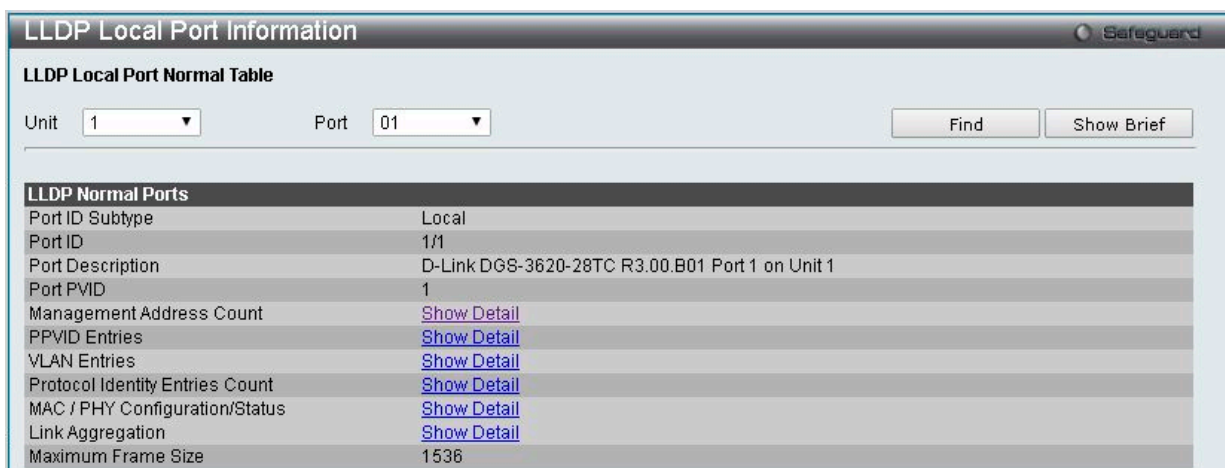 LLDP Local Port Information
Safeguard
LLDP Local Port Normal Table
Unit 1 Port 01 Find Show Brief
LLDP Normal Ports
Port ID Subtype Local
Port ID 1/1
Port Description D-Link DGS-3620-28TC R3.00.B01 Port 1 on Unit 1
Port PVID 1
Management Address Count Show Detail
PPVID Entries Show Detail
VLAN Entries Show Detail
Protocol Identity Entries Count Show Detail
MAC / PHY Configuration/Status Show Detail
Link Aggregation Show Detail
Maximum Frame Size 1536